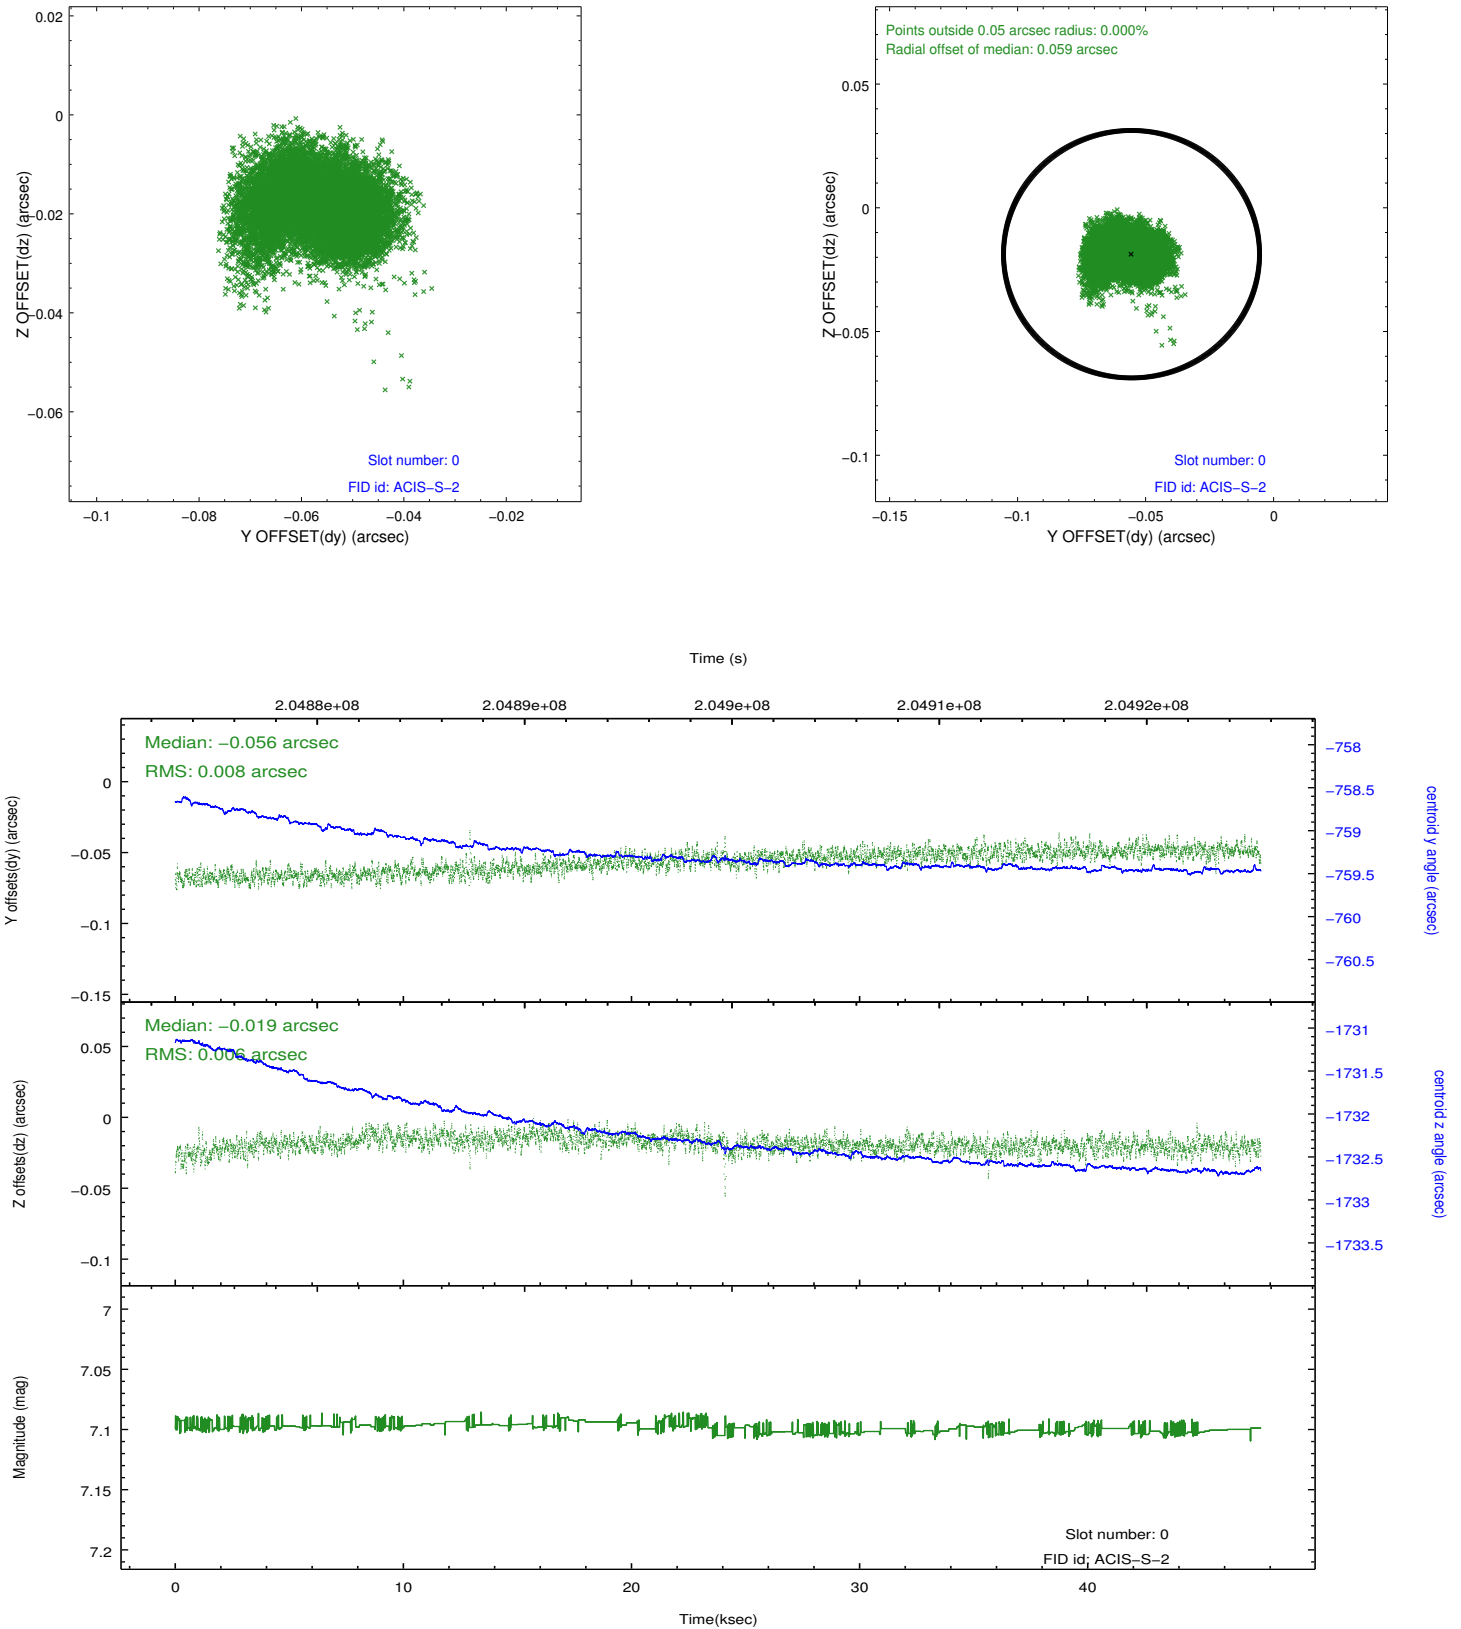 0.02
0
−0.02
−0.04
−0.06
Z OFFSET(dz) (arcsec)
Slot number: 0
FID id: ACIS−S−2
−0.1
−0.08
−0.06
−0.04
−0.02
Y OFFSET(dy) (arcsec)
Points outside 0.05 arcsec radius: 0.000%
Radial offset of median: 0.059 arcsec
0.05
0
−0.05
−0.1
Z OFFSET(dz) (arcsec)
Slot number: 0
FID id: ACIS−S−2
−0.15
−0.1
−0.05
0
Y OFFSET(dy) (arcsec)
Time (s)
2.0488e+08
2.0489e+08
2.049e+08
2.0491e+08
2.0492e+08
Median: −0.056 arcsec
RMS: 0.008 arcsec
0
−0.05
−0.1
−0.15
Y offsets(dy) (arcsec)
−758
−758.5
−759
−759.5
−760
−760.5
centroid y angle (arcsec)
Median: −0.019 arcsec
RMS: 0.006 arcsec
0.05
0
−0.05
−0.1
Z offsets(dz) (arcsec)
−1731
−1731.5
−1732
−1732.5
−1733
−1733.5
centroid z angle (arcsec)
7
7.05
7.1
7.15
7.2
Magnitude (mag)
Slot number: 0
FID id: ACIS−S−2
0
10
20
30
40
Time(ksec)